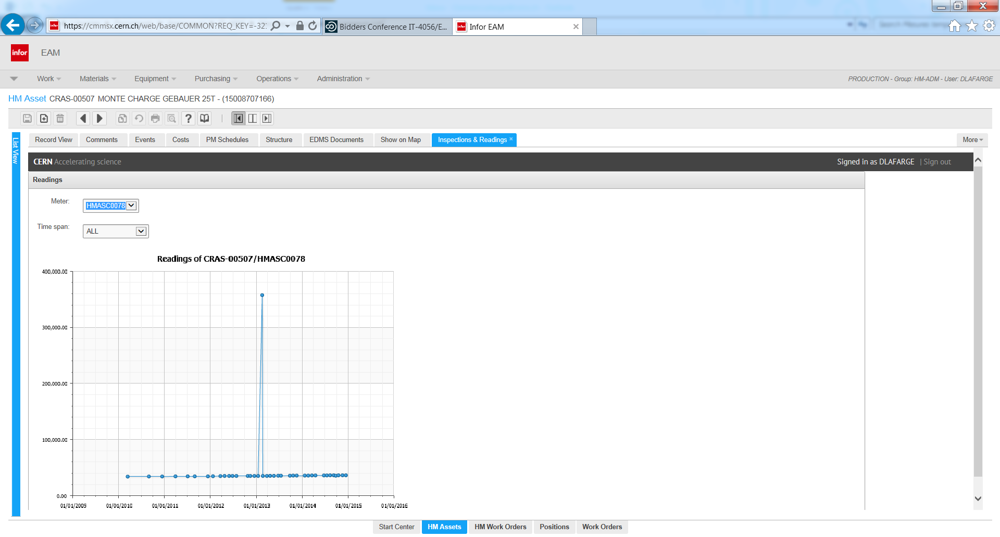 https://cmmsx.cern.ch/web/base/COMMON?REQ_KEY=-32
Bidders Conference IT-4056/E...
infor Infor EAM
infor EAM
Work Materials Equipment Purchasing Operations Administration
PRODUCTION - Group: HM-ADM - User: DLAFARGE
HM Asset CRAS-00507 MONTE CHARGE GEBAUER 25T - (15008707166)
List View
Record View Comments Events Costs PM Schedules Structure EDMS Documents Show on Map Inspections & Readings × More
CERN Accelerating science
Signed in as DLAFARGE | Sign out
Readings
Meter: HMASC0078
Time span: ALL
Readings of CRAS-00507/HMASC0078
400,000.00
300,000.00
200,000.00
100,000.00
0.00
01/01/2009 01/01/2010 01/01/2011 01/01/2012 01/01/2013 01/01/2014 01/01/2015 01/01/2016
Start Center HM Assets HM Work Orders Positions Work Orders